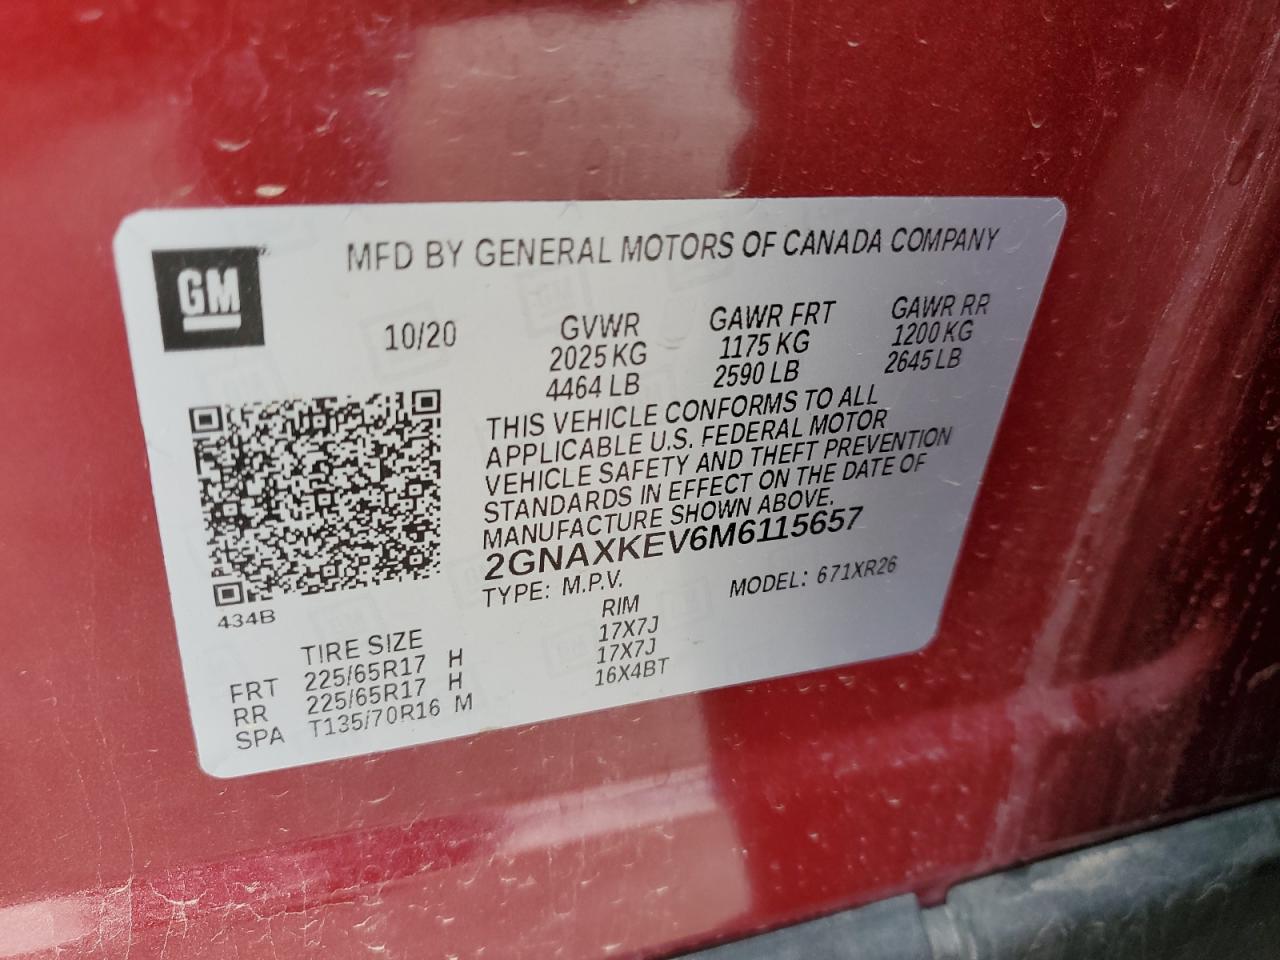 GM
MFD BY GENERAL MOTORS OF CANADA COMPANY
10/20
GVWR
2025 KG
4464 LB
GAWR FRT
1175 KG
2590 LB
GAWR RR
1200 KG
2645 LB
THIS VEHICLE CONFORMS TO ALL
APPLICABLE U.S. FEDERAL MOTOR
VEHICLE SAFETY AND THEFT PREVENTION
STANDARDS IN EFFECT ON THE DATE OF
MANUFACTURE SHOWN ABOVE.
2GNAXKEV6M6115657
TYPE: M.P.V. MODEL: 671XR26
434B
TIRE SIZE RIM
FRT 225/65R17 H 17X7J
RR 225/65R17 H 17X7J
SPA T135/70R16 M 16X4BT